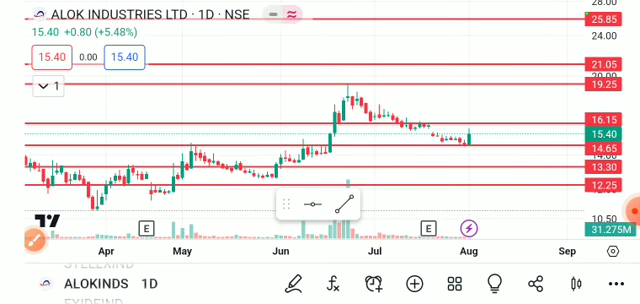 28.00
ALOK INDUSTRIES LTD · 1D · NSE
25.85
15.40 +0.80 (+5.48%)
24.00
15.40 0.00 15.40
21.05
20.00
19.25
1
16.15
15.40
14.65
14.00
13.30
12.25
E E
10.50
31.275M
Apr May Jun Jul Aug Sep
ALOKINDS 1D